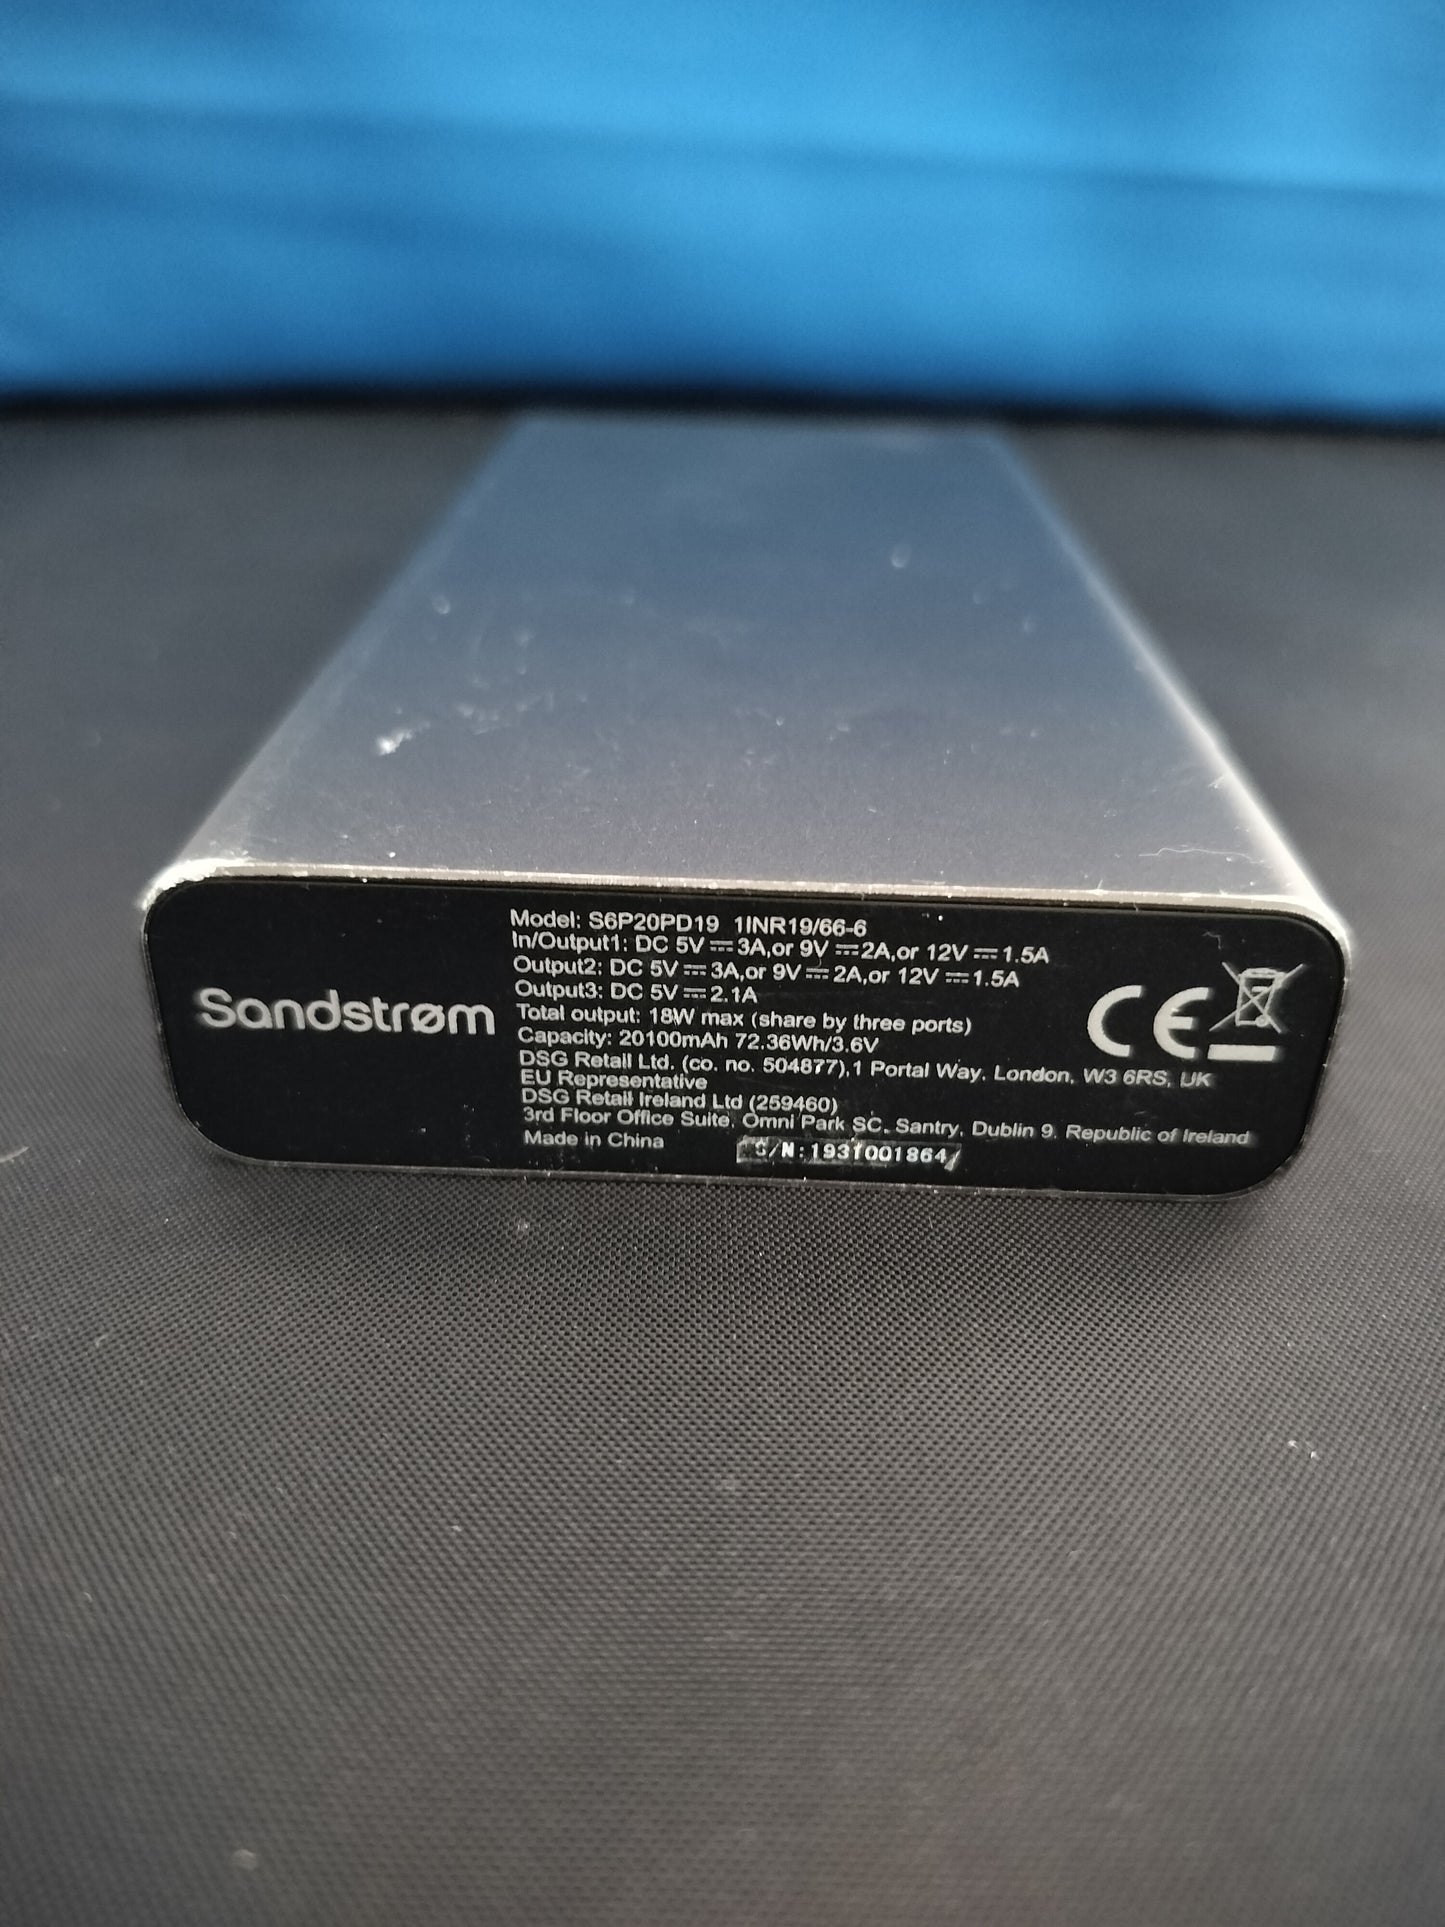 Sandstrøm
Model: S6P20PD19 1INR19/66-6
In/Output1: DC 5V⎓3A,or 9V⎓2A,or 12V⎓1.5A
Output2: DC 5V⎓3A,or 9V⎓2A,or 12V⎓1.5A
Output3: DC 5V⎓2.1A
Total output: 18W max (share by three ports)
Capacity: 20100mAh 72.36Wh/3.6V
DSG Retail Ltd. (co. no. 504877),1 Portal Way, London, W3 6RS, UK
EU Representative
DSG Retail Ireland Ltd (259460)
3rd Floor Office Suite, Omni Park SC, Santry, Dublin 9, Republic of Ireland
Made in China
S/N:1931001864
CE